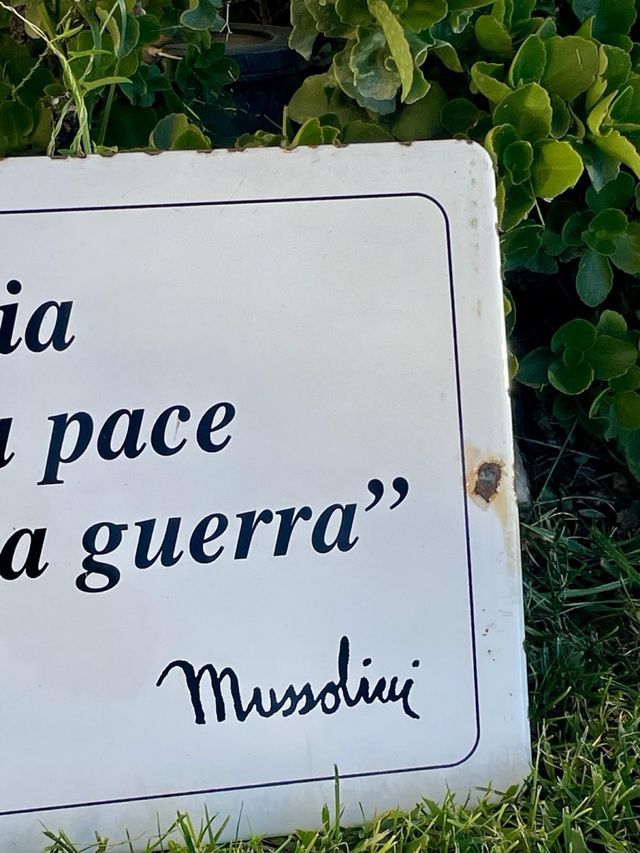 ia
a pace
a guerra”
Mussolini